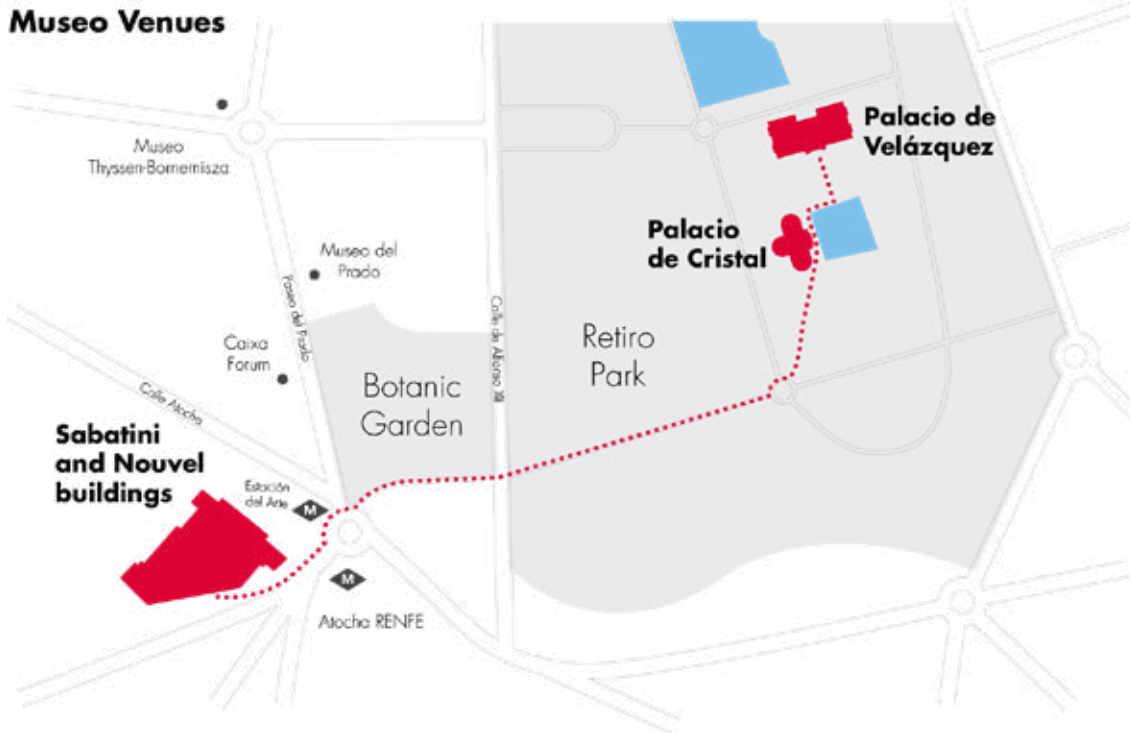 Museo Venues
Museo
Thyssen-Bornemisza
Palacio de
Velázquez
Palacio
de Cristal
Museo del
Prado
Paseo del Prado
Calle de Alfonso XII
Caixa
Forum
Retiro
Park
Botanic
Garden
Calle Atocha
Sabatini
and Nouvel
buildings
Estación
del Arte
M
M
Atocha RENFE